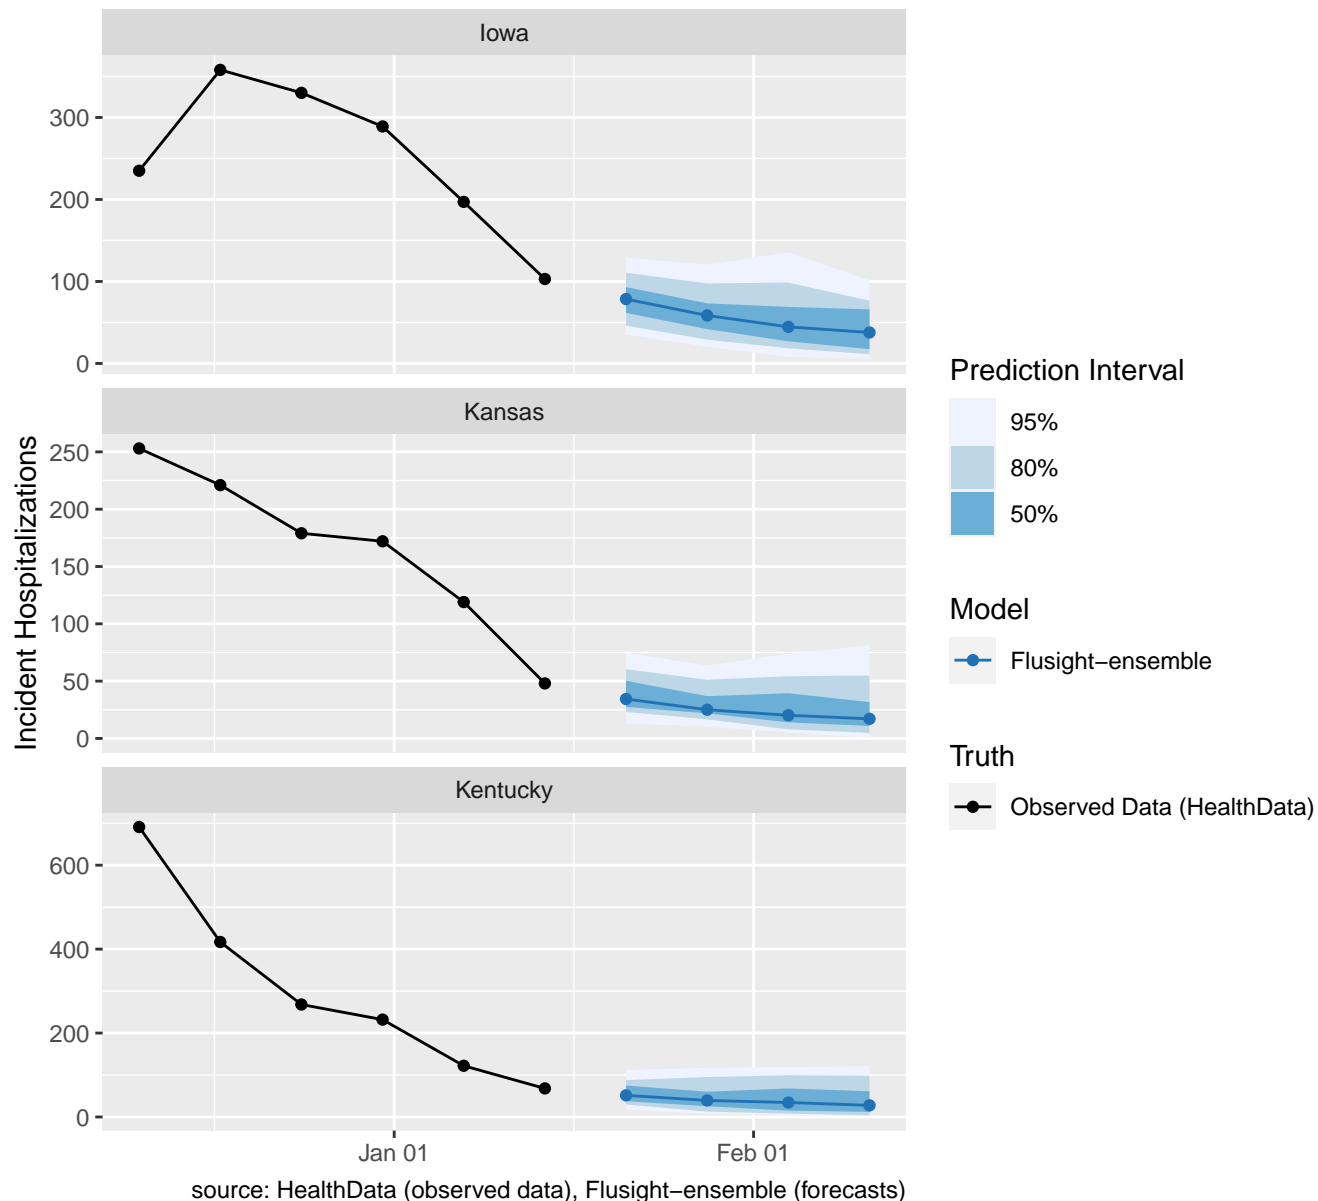 Iowa
300
200
100
0
Kansas
250
200
150
100
50
0
Kentucky
600
400
200
0
Jan 01
Feb 01
Incident Hospitalizations
source: HealthData (observed data), Flusight−ensemble (forecasts)
Prediction Interval
95%
80%
50%
Model
Flusight−ensemble
Truth
Observed Data (HealthData)